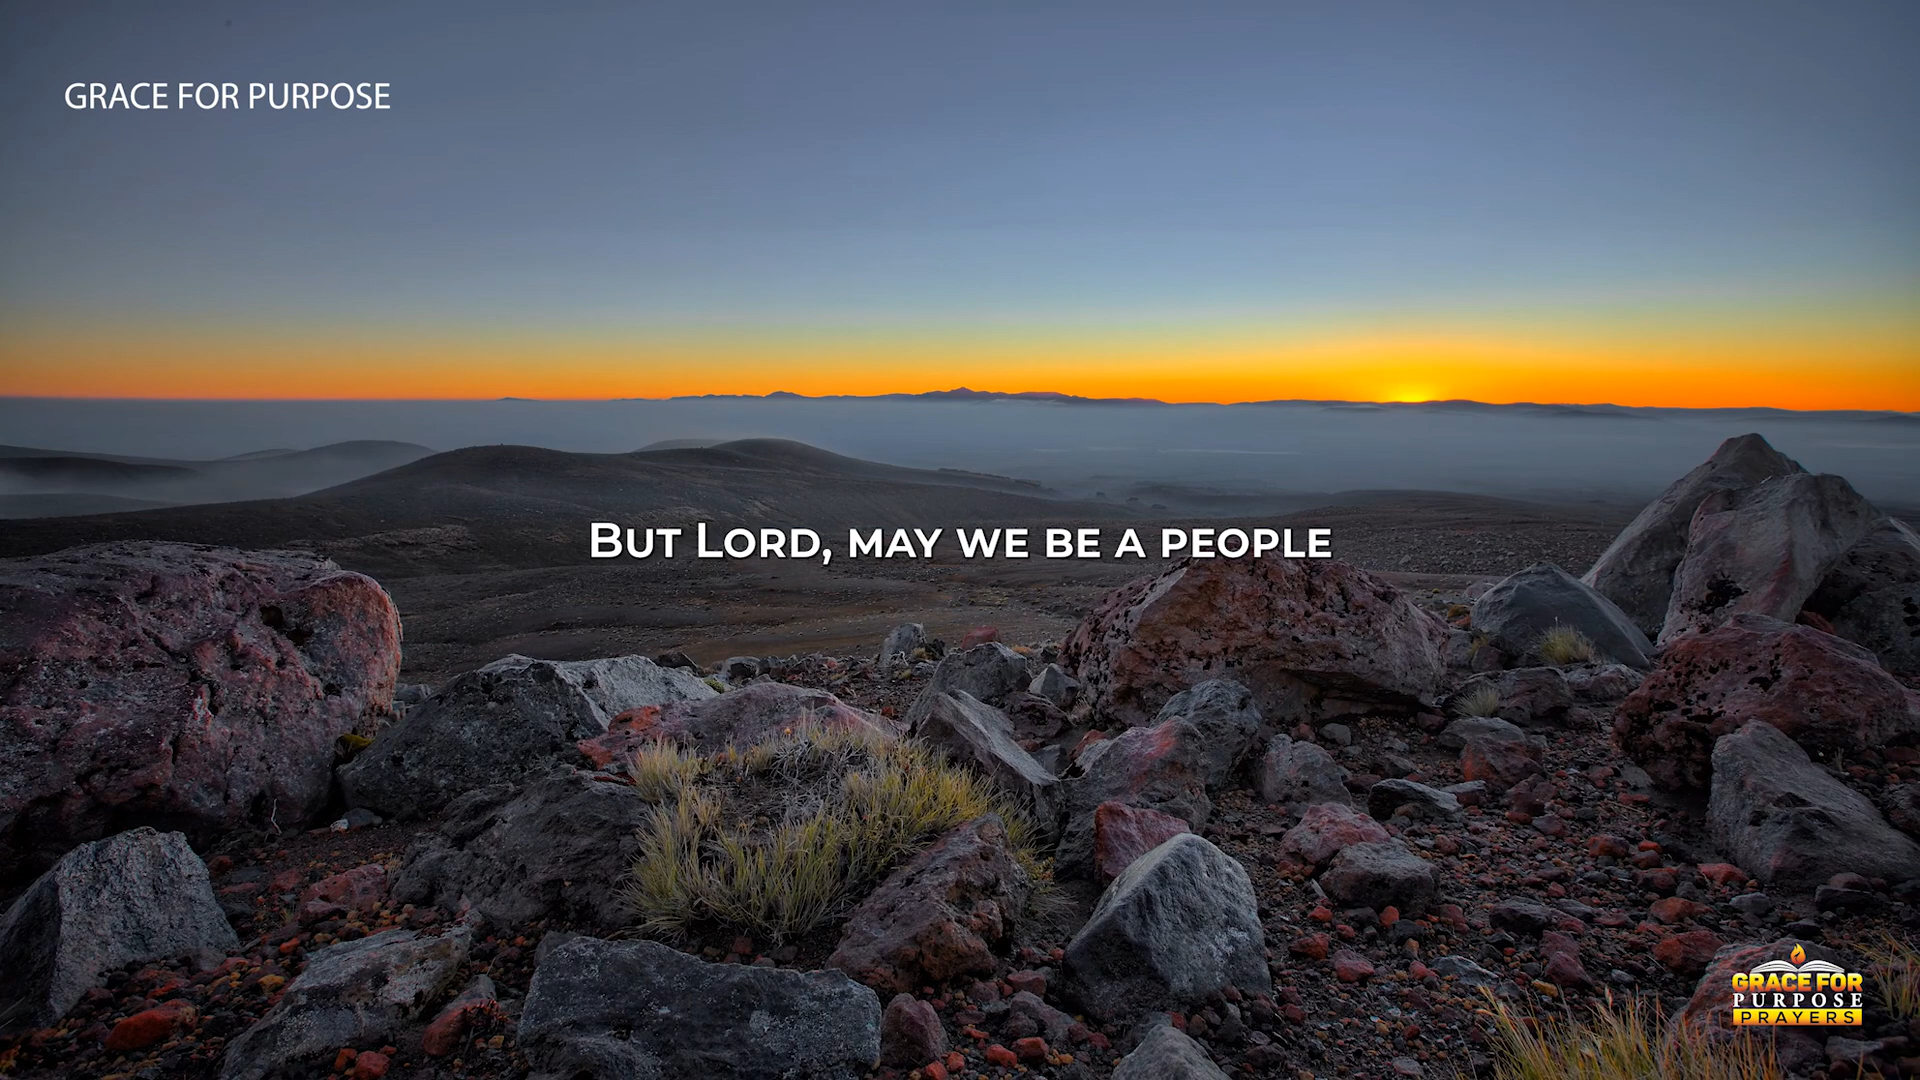 GRACE FOR PURPOSE
But Lord, may we be a people
GRACE FOR
PURPOSE
PRAYERS